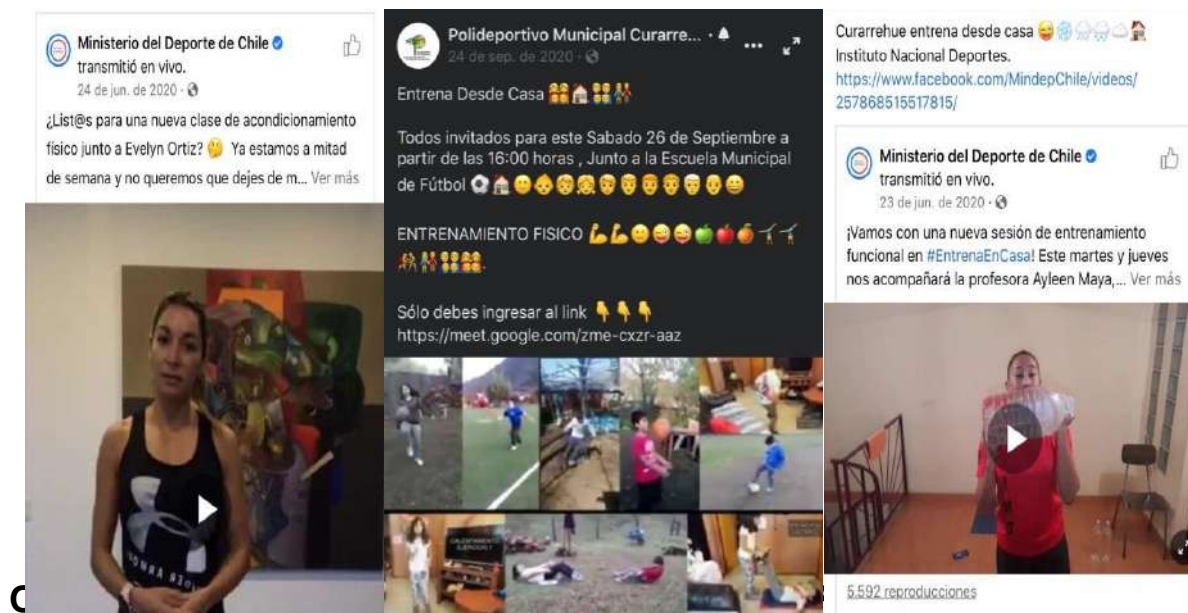 Ministerio del Deporte de Chile
transmitió en vivo.
24 de jun. de 2020
¿List@s para una nueva clase de acondicionamiento
físico junto a Evelyn Ortiz? 🤔 Ya estamos a mitad
de semana y no queremos que dejes de m... Ver más
Polideportivo Municipal Curarre...
24 de sep. de 2020
Entrena Desde Casa
Todos invitados para este Sabado 26 de Septiembre a
partir de las 16:00 horas , Junto a la Escuela Municipal
de Fútbol
ENTRENAMIENTO FISICO
Sólo debes ingresar al link 👇👇👇
https://meet.google.com/zme-cxzr-aaz
CALENTAMIENTO
EJERCICIO 1
Curarrehue entrena desde casa
Instituto Nacional Deportes.
https://www.facebook.com/MindepChile/videos/
257868515517815/
Ministerio del Deporte de Chile
transmitió en vivo.
23 de jun. de 2020
¡Vamos con una nueva sesión de entrenamiento
funcional en #EntrenaEnCasa! Este martes y jueves
nos acompañará la profesora Ayleen Maya,... Ver más
5.592 reproducciones